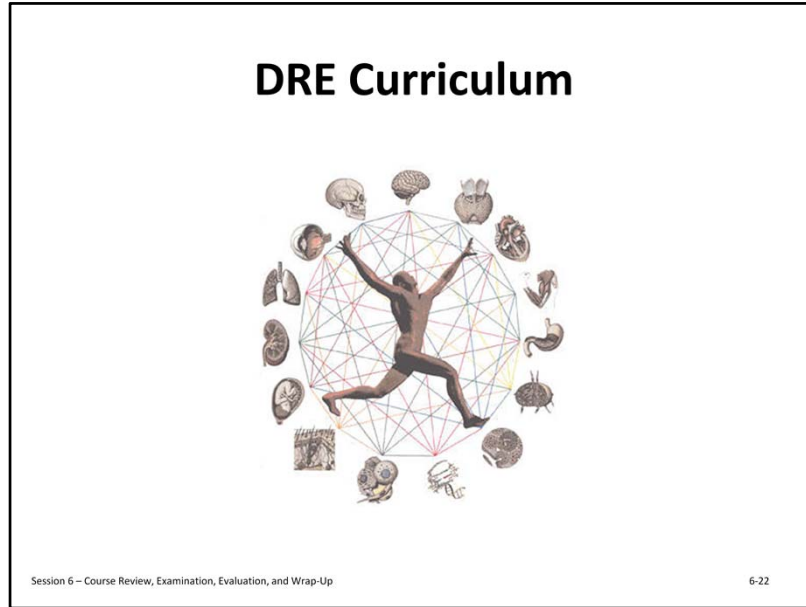 DRE Curriculum
Session 6 – Course Review, Examination, Evaluation, and Wrap-Up
6-22